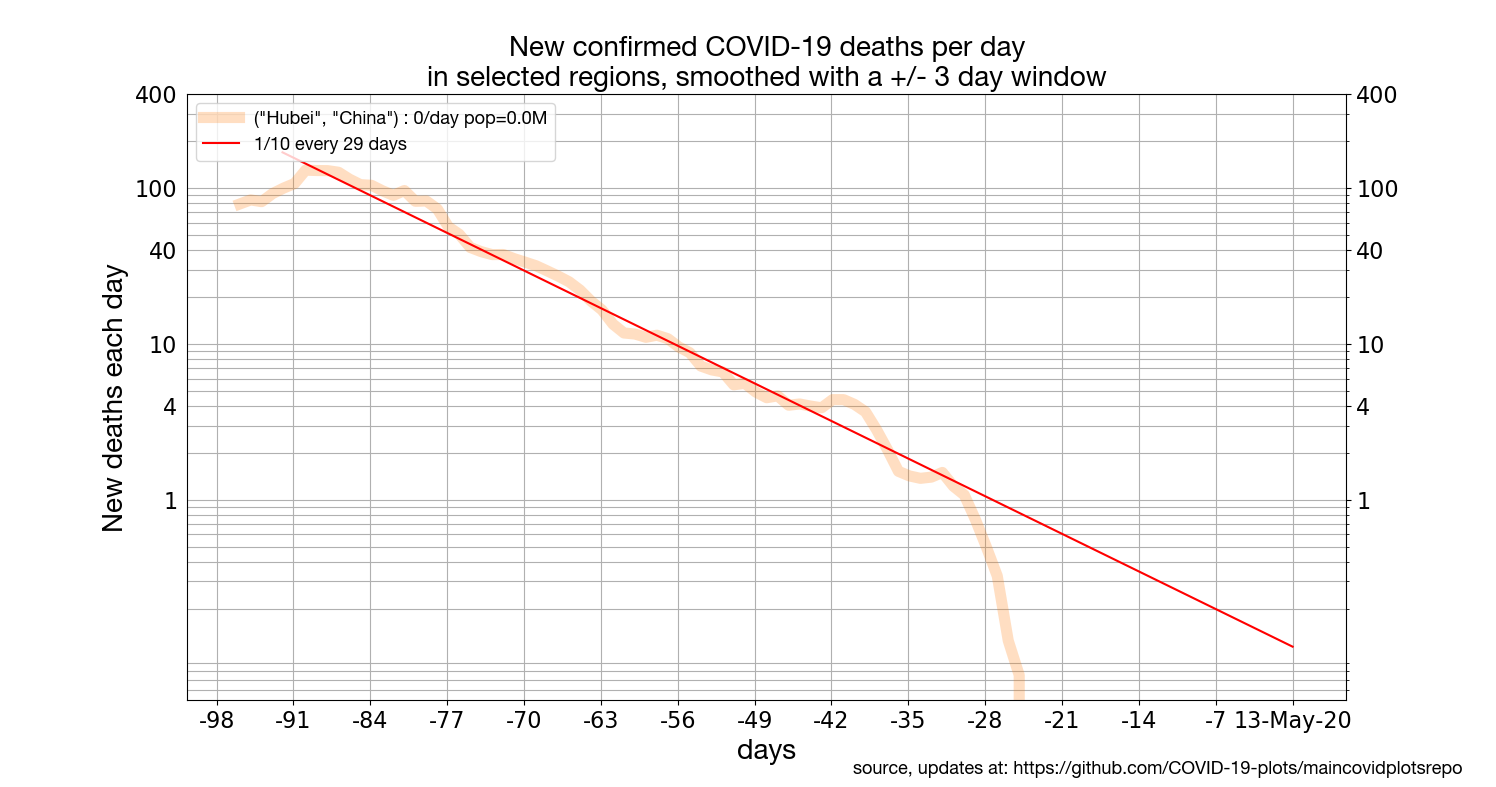 New confirmed COVID-19 deaths per day
in selected regions, smoothed with a +/- 3 day window
400
400
("Hubei", "China") : 0/day pop=0.0M
1/10 every 29 days
100
100
40
40
10
10
4
4
1
1
New deaths each day
-98 -91 -84 -77 -70 -63 -56 -49 -42 -35 -28 -21 -14 -7 13-May-20
days
source, updates at: https://github.com/COVID-19-plots/maincovidplotsrepo